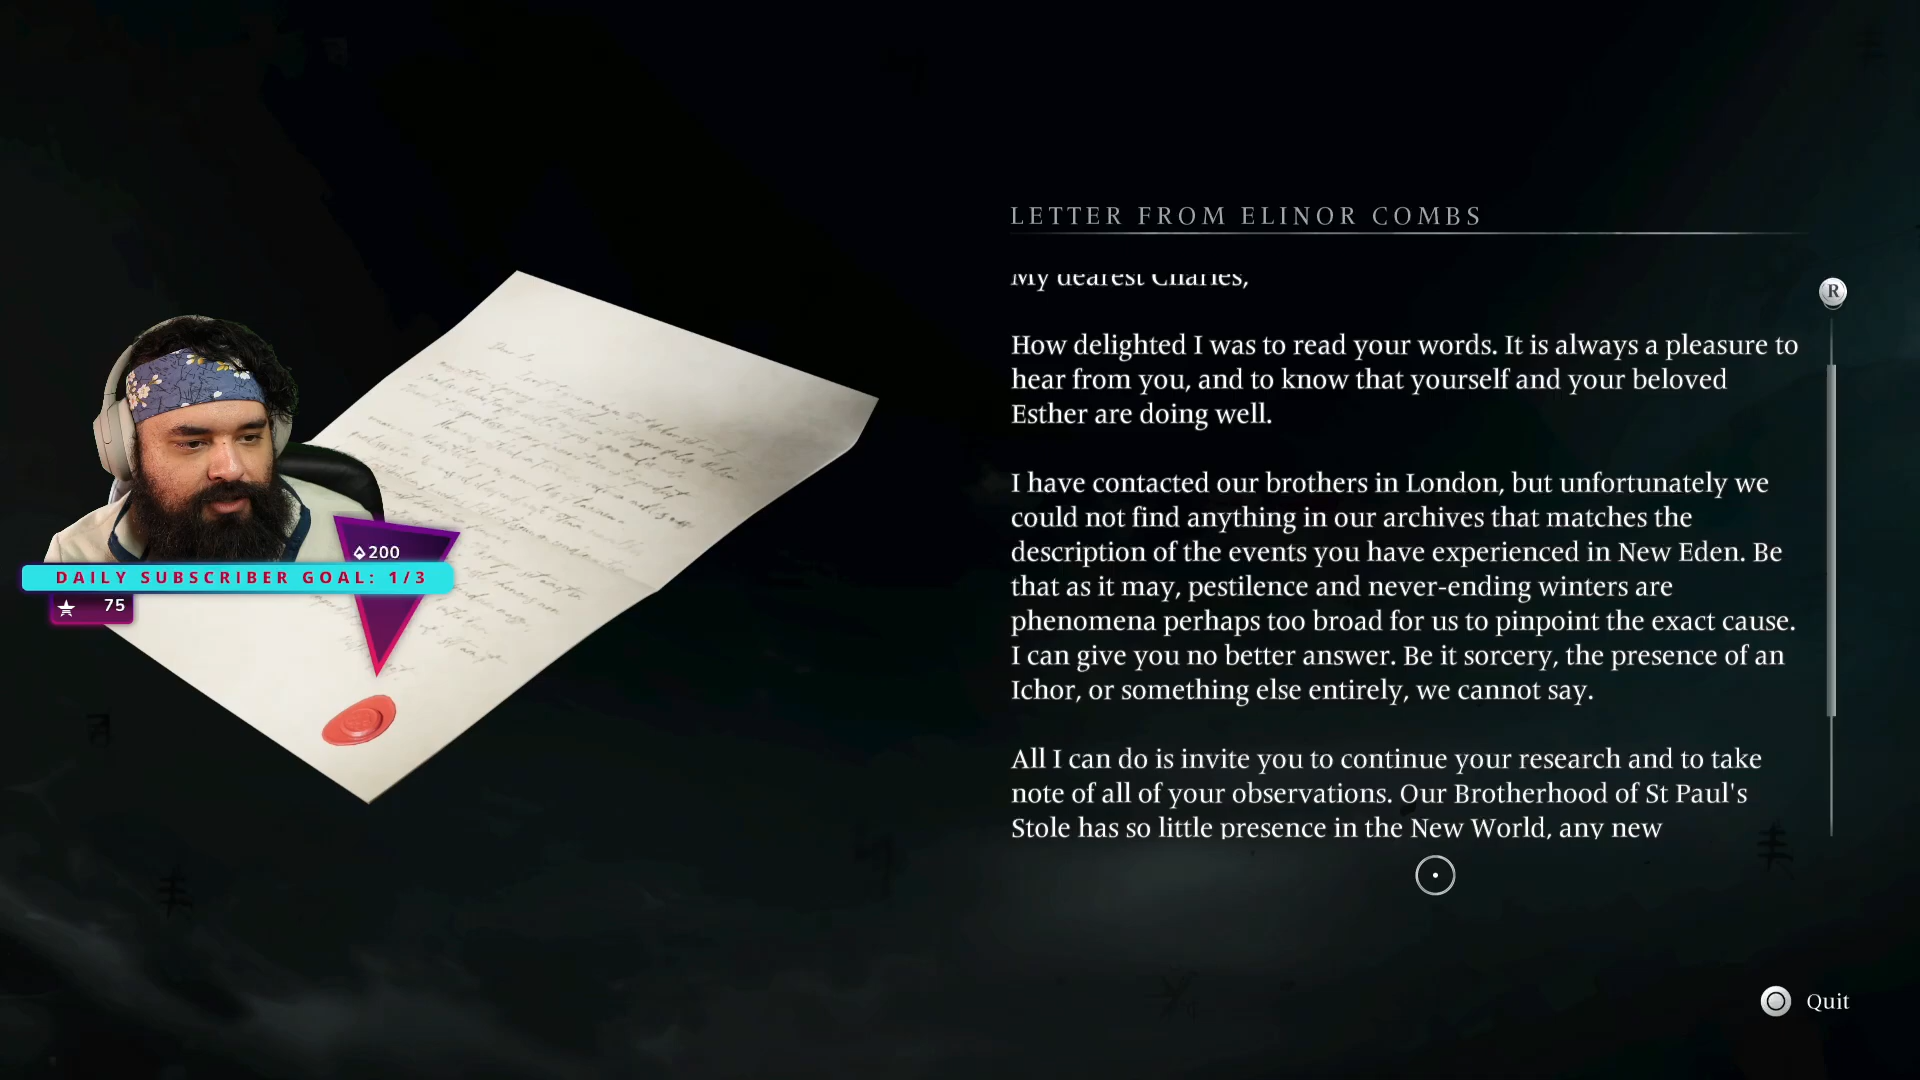 LETTER FROM ELINOR COMBS
My dearest Charles,
R
How delighted I was to read your words. It is always a pleasure to
hear from you, and to know that yourself and your beloved
Esther are doing well.
I have contacted our brothers in London, but unfortunately we
could not find anything in our archives that matches the
description of the events you have experienced in New Eden. Be
that as it may, pestilence and never-ending winters are
phenomena perhaps too broad for us to pinpoint the exact cause.
I can give you no better answer. Be it sorcery, the presence of an
Ichor, or something else entirely, we cannot say.
All I can do is invite you to continue your research and to take
note of all of your observations. Our Brotherhood of St Paul's
Stole has so little presence in the New World, any new
200
DAILY SUBSCRIBER GOAL: 1/3
75
Quit